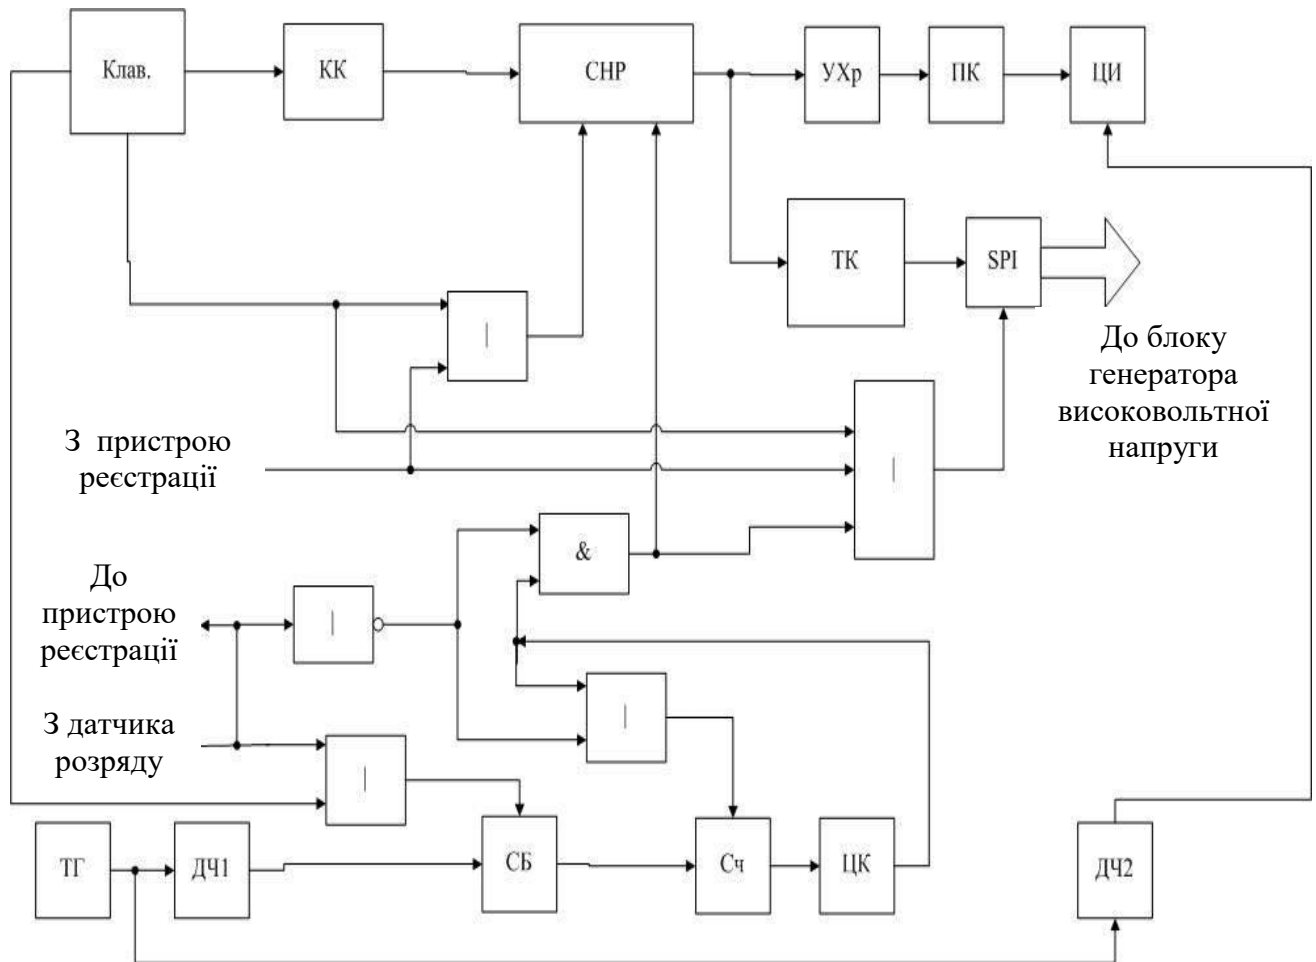 Клав.
КК
СНР
УХр
ПК
ЦИ
ТК
SPI
До блоку
генератора
високовольтної
напруги
|
З пристрою
реєстрації
|
&
До
пристрою
реєстрації
|
|
З датчика
розряду
|
ТГ
ДЧ1
СБ
Сч
ЦК
ДЧ2